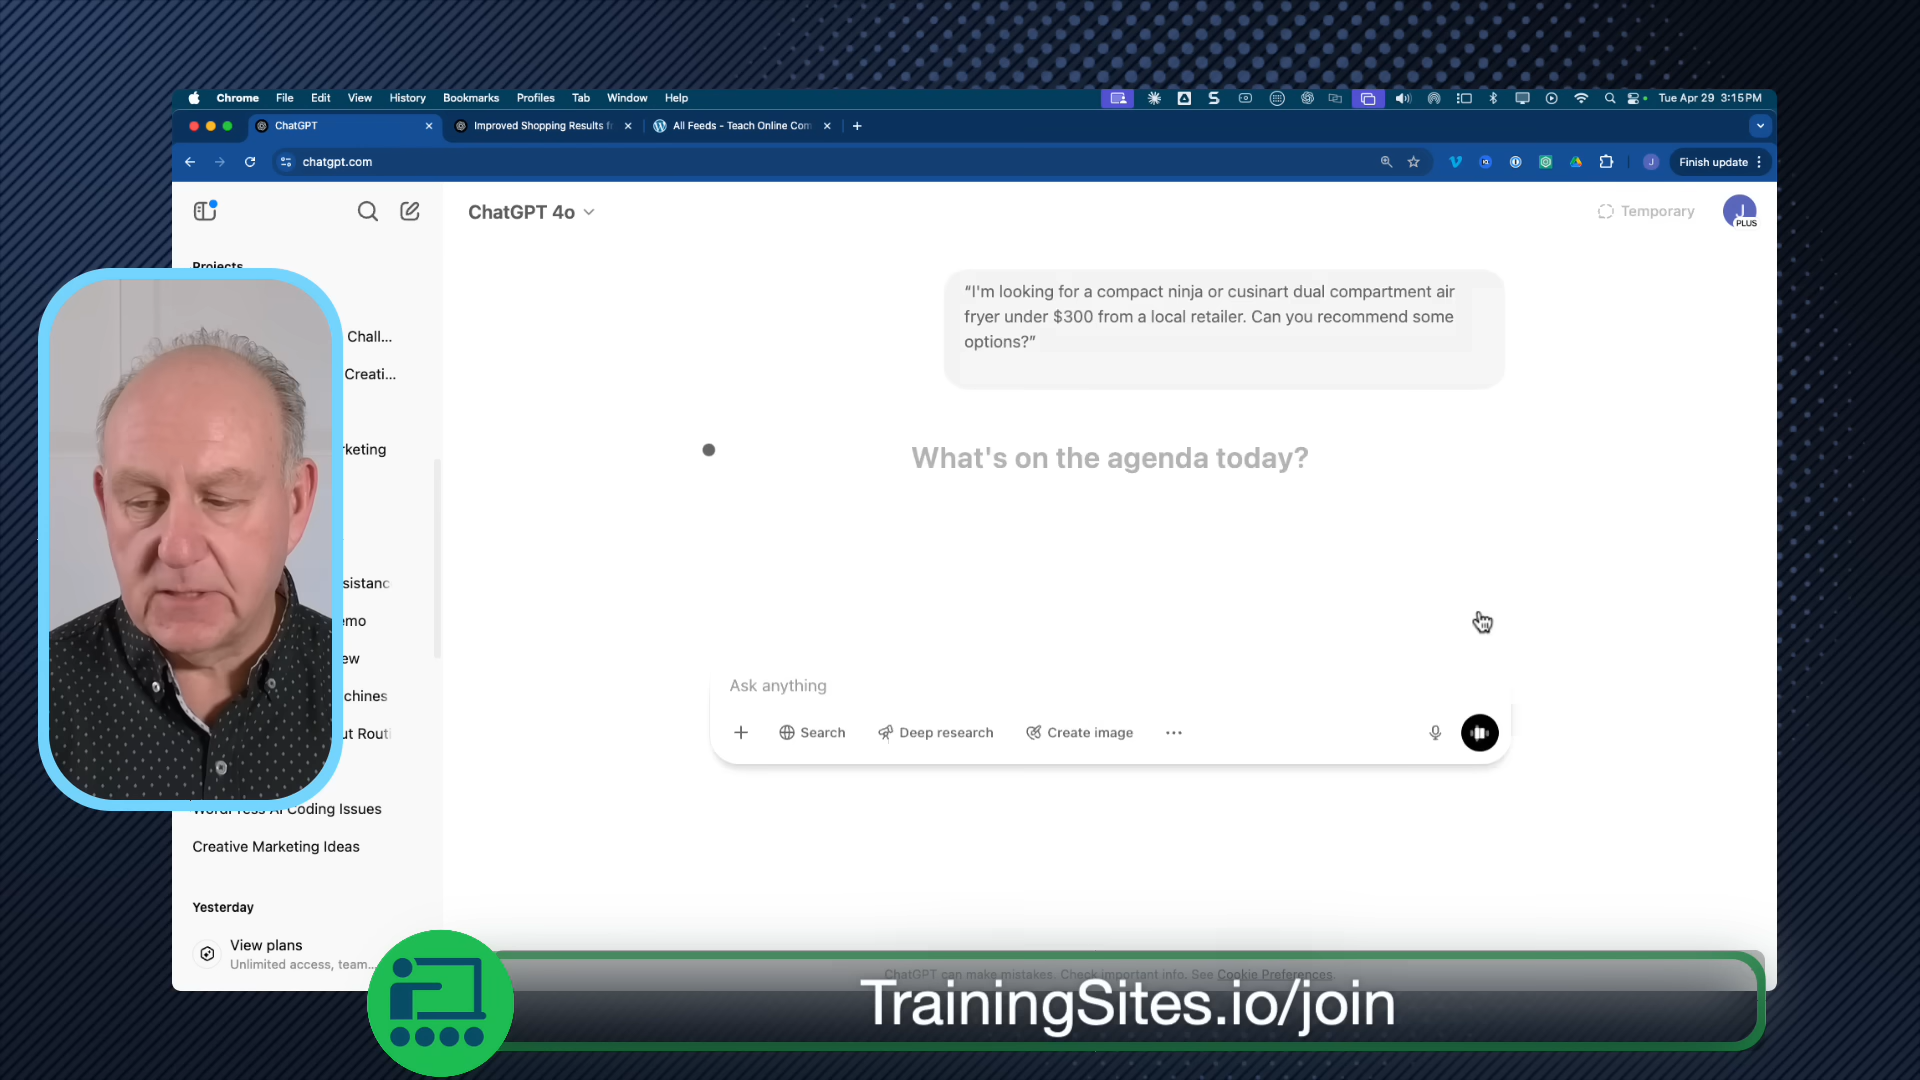 Chrome File Edit View History Bookmarks Profiles Tab Window Help
Tue Apr 29 3:15 PM
ChatGPT
Improved Shopping Results f
All Feeds - Teach Online Com
chatgpt.com
Finish update
ChatGPT 4o
Temporary
J
PLUS
Projects
Chall...
Creati...
keting
sistanc
emo
ew
chines
ut Routi
WordPress AI Coding Issues
Creative Marketing Ideas
Yesterday
View plans
Unlimited access, team...
“I'm looking for a compact ninja or cusinart dual compartment air
fryer under $300 from a local retailer. Can you recommend some
options?”
What's on the agenda today?
Ask anything
Search
Deep research
Create image
ChatGPT can make mistakes. Check important info. See Cookie Preferences.
TrainingSites.io/join